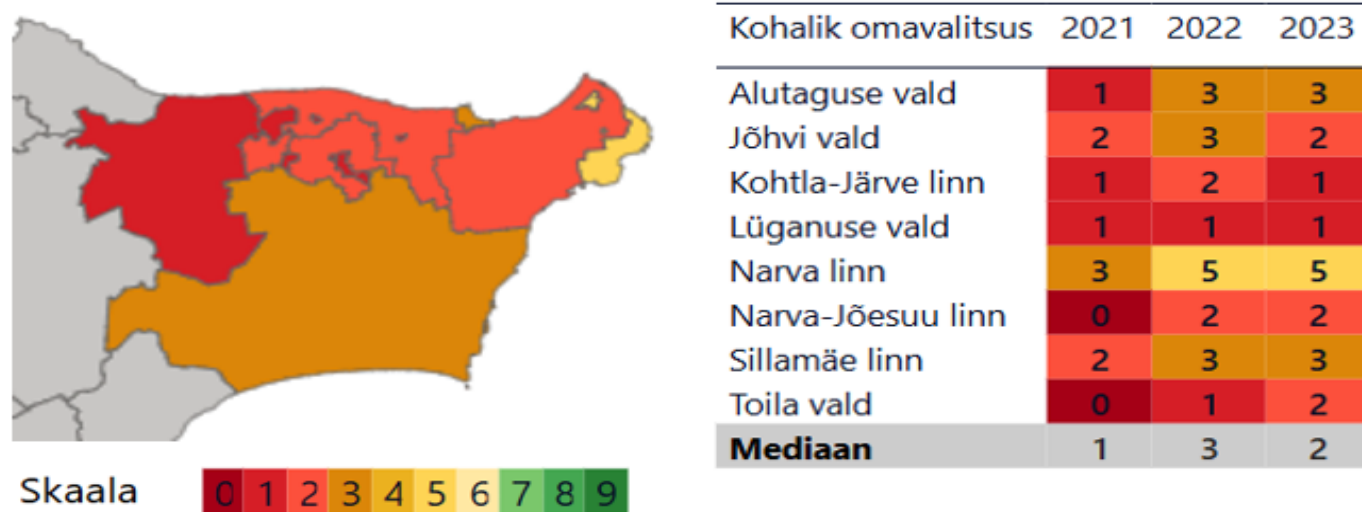 Kohalik omavalitsus 2021 2022 2023
Alutaguse vald 1 3 3
Jõhvi vald 2 3 2
Kohtla-Järve linn 1 2 1
Lüganuse vald 1 1 1
Narva linn 3 5 5
Narva-Jõesuu linn 0 2 2
Sillamäe linn 2 3 3
Toila vald 0 1 2
Mediaan 1 3 2
Skaala 0 1 2 3 4 5 6 7 8 9